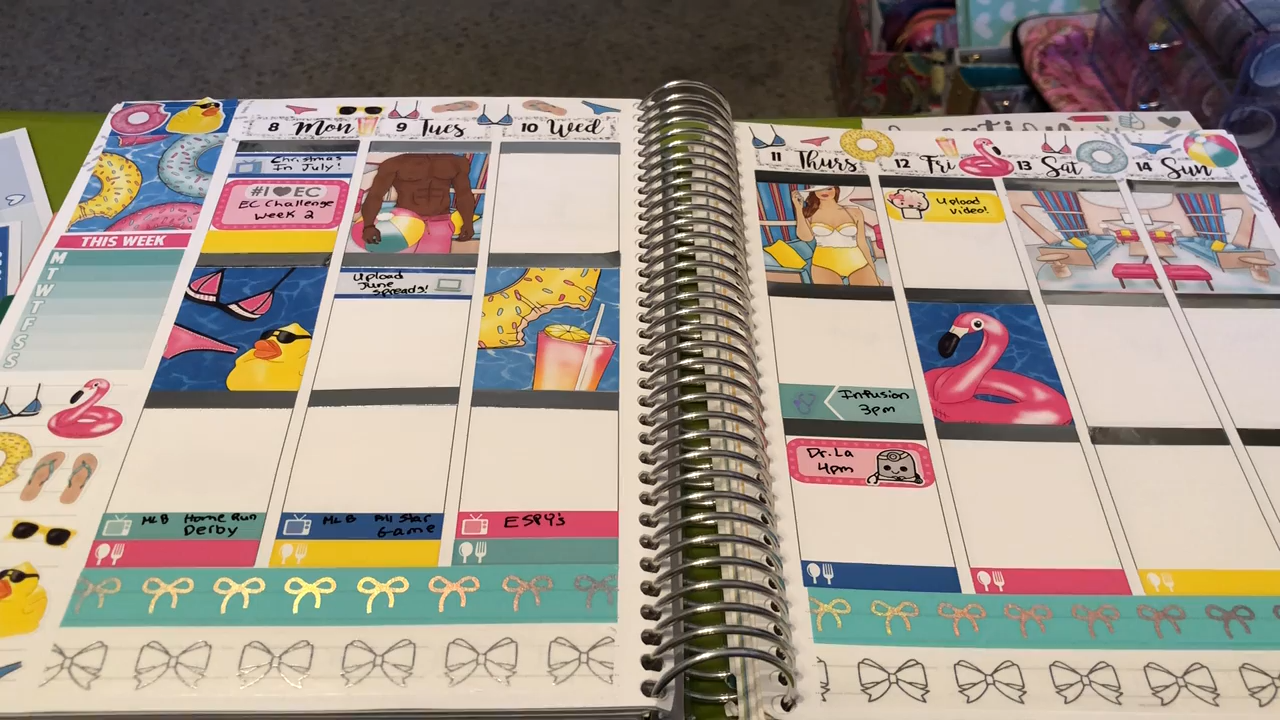 8 Mon
9 Tues
10 Wed
11 Thurs
12 Fri
13 Sat
14 Sun
THIS WEEK
M
T
W
T
F
S
S
Christmas
In July!
#I EC
EC Challenge
Week 2
MLB Home Run
Derby
Upload
June
spreads!
MLB All Star
Game
ESPY's
Infusion
3pm
Dr. La
4pm
Upload
Video!